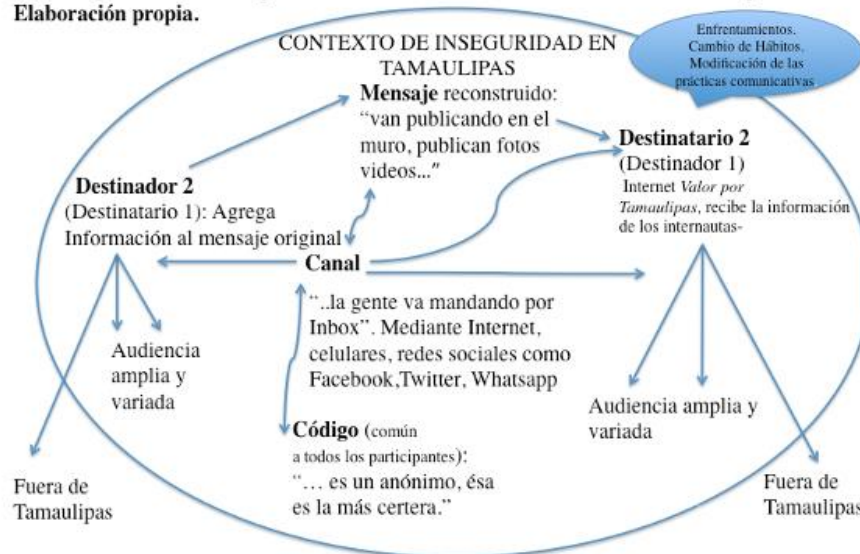 Elaboración propia.
CONTEXTO DE INSEGURIDAD EN
TAMAULIPAS
Enfrentamientos.
Cambio de Hábitos.
Modificación de las
prácticas comunicativas
Mensaje reconstruido:
“van publicando en el
muro, publican fotos
videos...”
Destinatario 2
(Destinador 1)
Internet Valor por
Tamaulipas, recibe la información
de los internautas-
Destinador 2
(Destinatario 1): Agrega
Información al mensaje original
Canal
“..la gente va mandando por
Inbox”. Mediante Internet,
celulares, redes sociales como
Facebook,Twitter, Whatsapp
Audiencia
amplia y
variada
Audiencia amplia y
variada
Código (común
a todos los participantes):
“… es un anónimo, ésa
es la más certera.”
Fuera de
Tamaulipas
Fuera de
Tamaulipas